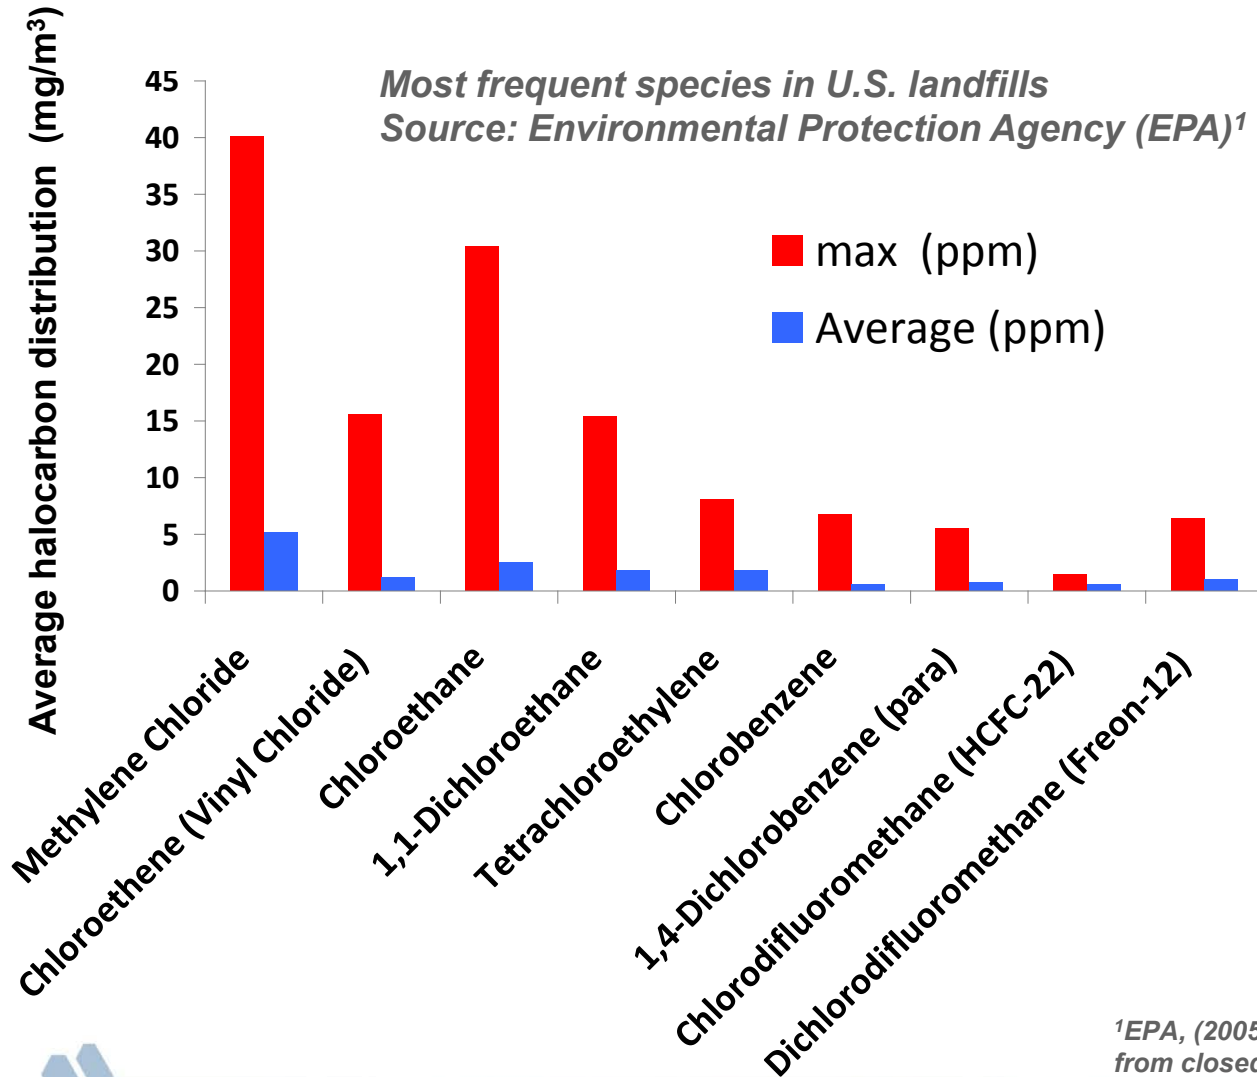 Average halocarbon distribution (mg/m³)
45
40
35
30
25
20
15
10
5
0
Most frequent species in U.S. landfills
Source: Environmental Protection Agency (EPA)¹
max (ppm)
Average (ppm)
Methylene Chloride
Chloroethene (Vinyl Chloride)
Chloroethane
1,1-Dichloroethane
Tetrachloroethylene
Chlorobenzene
1,4-Dichlorobenzene (para)
Chlorodifluoromethane (HCFC-22)
Dichlorodifluoromethane (Freon-12)
¹EPA, (2005
from closed